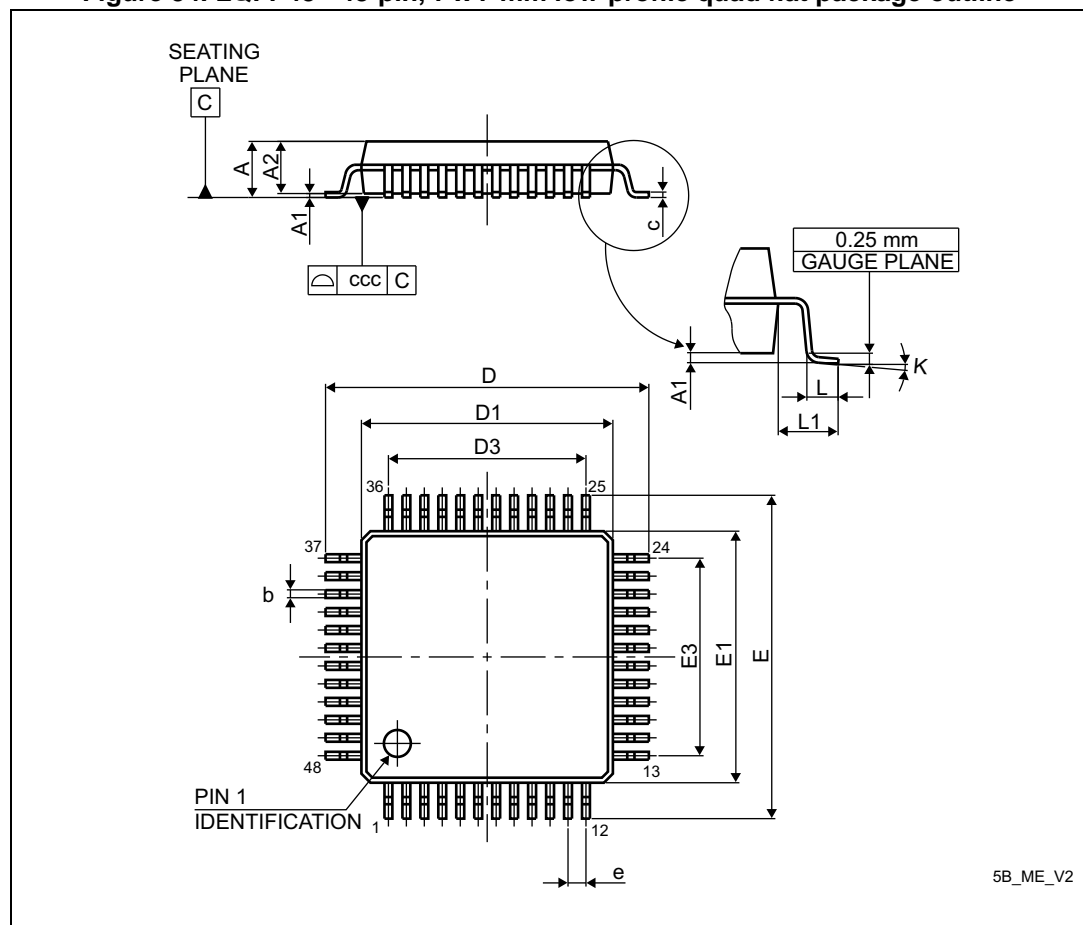 SEATING
PLANE
C
A
A2
A1
c
ccc C
0.25 mm
GAUGE PLANE
A1
K
L
L1
D
D1
D3
36
25
37
24
b
E3
E1
E
48
13
PIN 1
IDENTIFICATION
1
12
e
5B_ME_V2